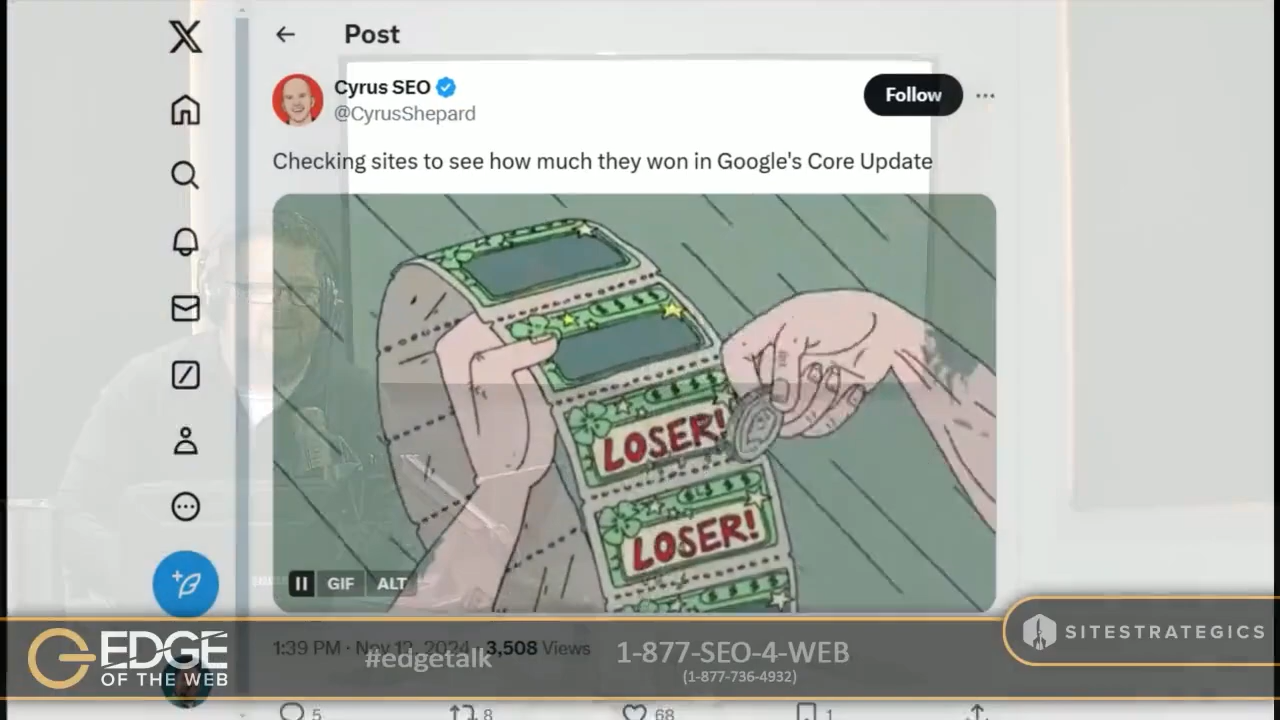 Post
Cyrus SEO
@CyrusShepard
Follow
Checking sites to see how much they won in Google's Core Update
$$$$
$$$$
LOSER!
$$$$
LOSER!
GIF
ALT
1:39 PM · Nov 13, 2024 · 3,508 Views
EDGE
OF THE WEB
#edgetalk
1-877-SEO-4-WEB
(1-877-736-4932)
SITESTRATEGICS
5
8
68
1